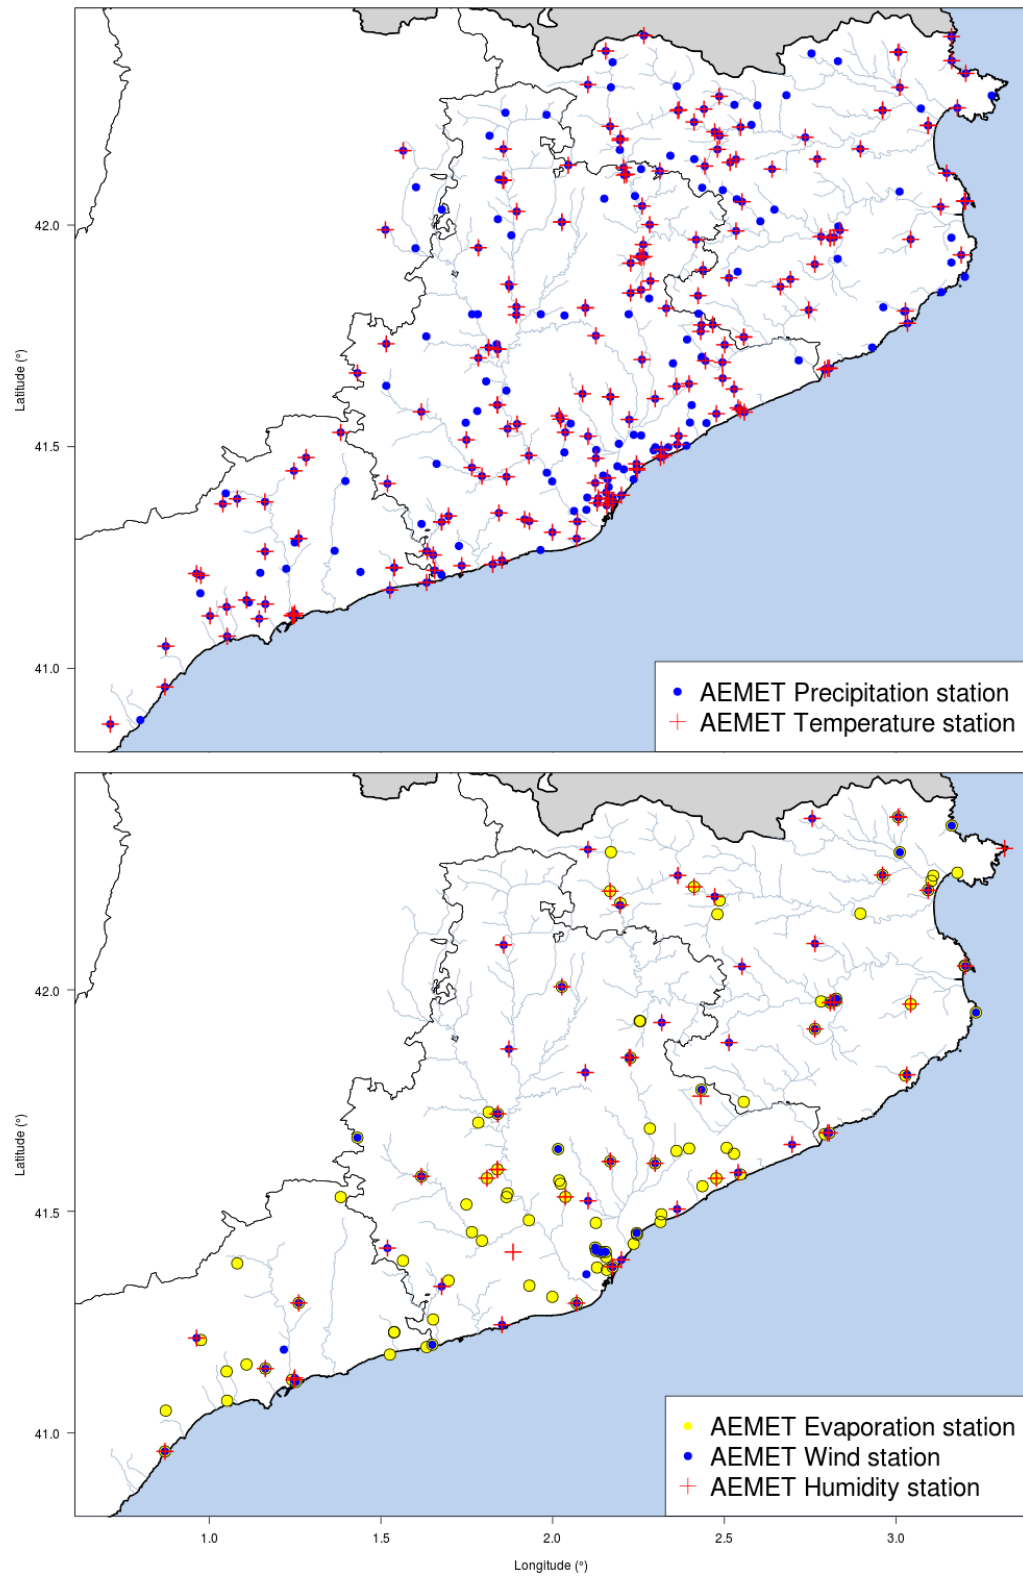 42.0
41.5
41.0
Latitude (º)
AEMET Precipitation station
AEMET Temperature station
42.0
41.5
41.0
Latitude (º)
AEMET Evaporation station
AEMET Wind station
AEMET Humidity station
1.0 1.5 2.0 2.5 3.0
Longitude (º)